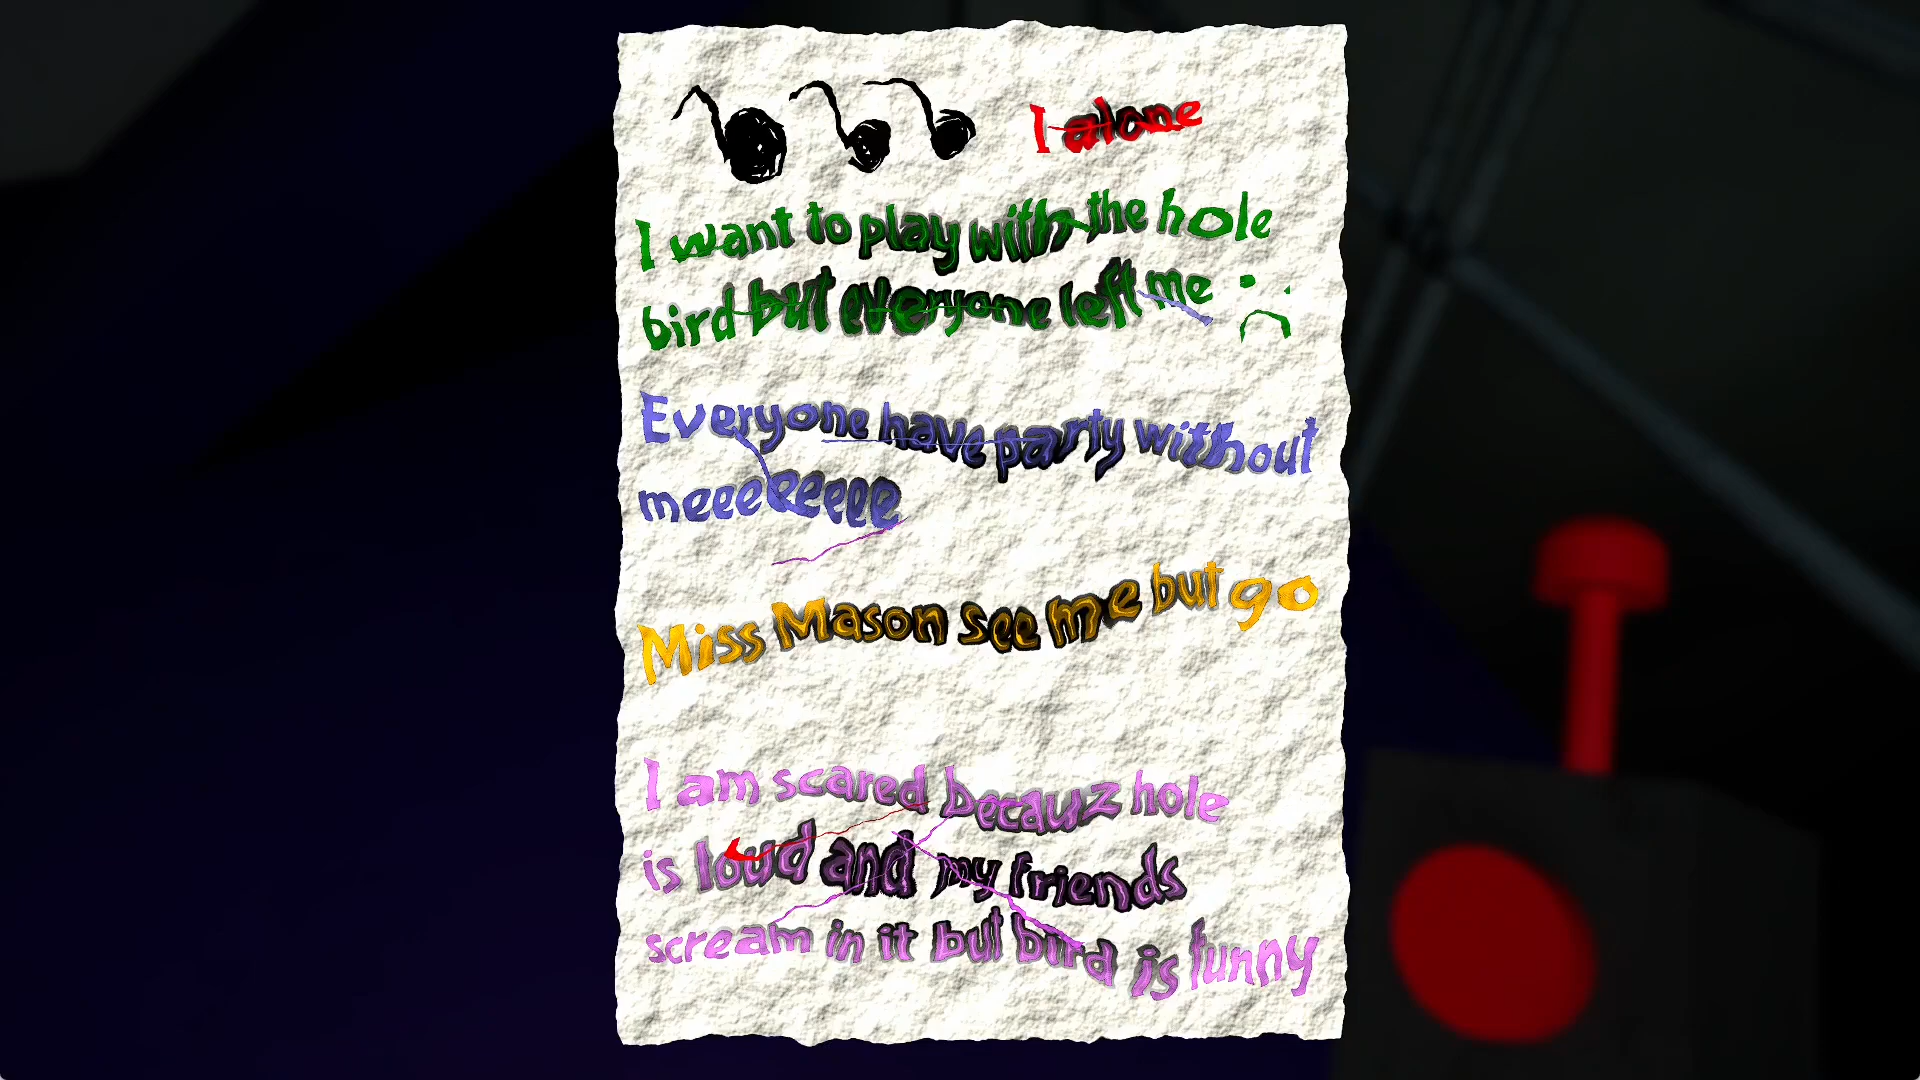 I alone
I want to play with the hole
bird but everyone left me :(
Everyone have party without
meeeeeeee
Miss Mason see me but go
I am scared becauz hole
is loud and my friends
scream in it but bird is funny